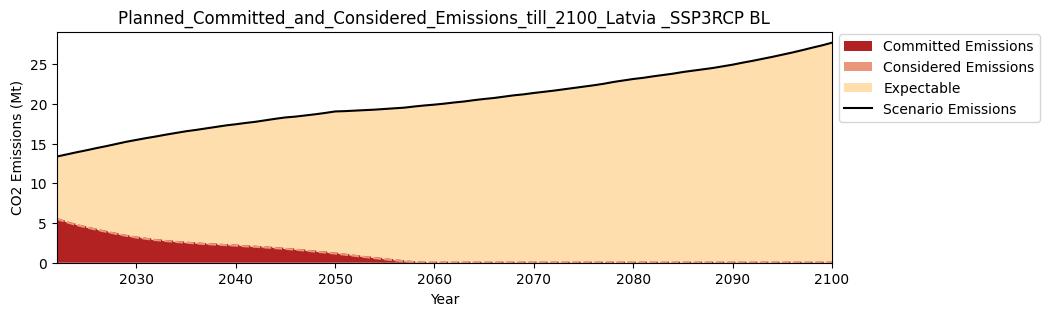 Planned_Committed_and_Considered_Emissions_till_2100_Latvia _SSP3RCP BL
CO2 Emissions (Mt)
25
20
15
10
5
0
2030 2040 2050 2060 2070 2080 2090 2100
Year
Committed Emissions
Considered Emissions
Expectable
Scenario Emissions